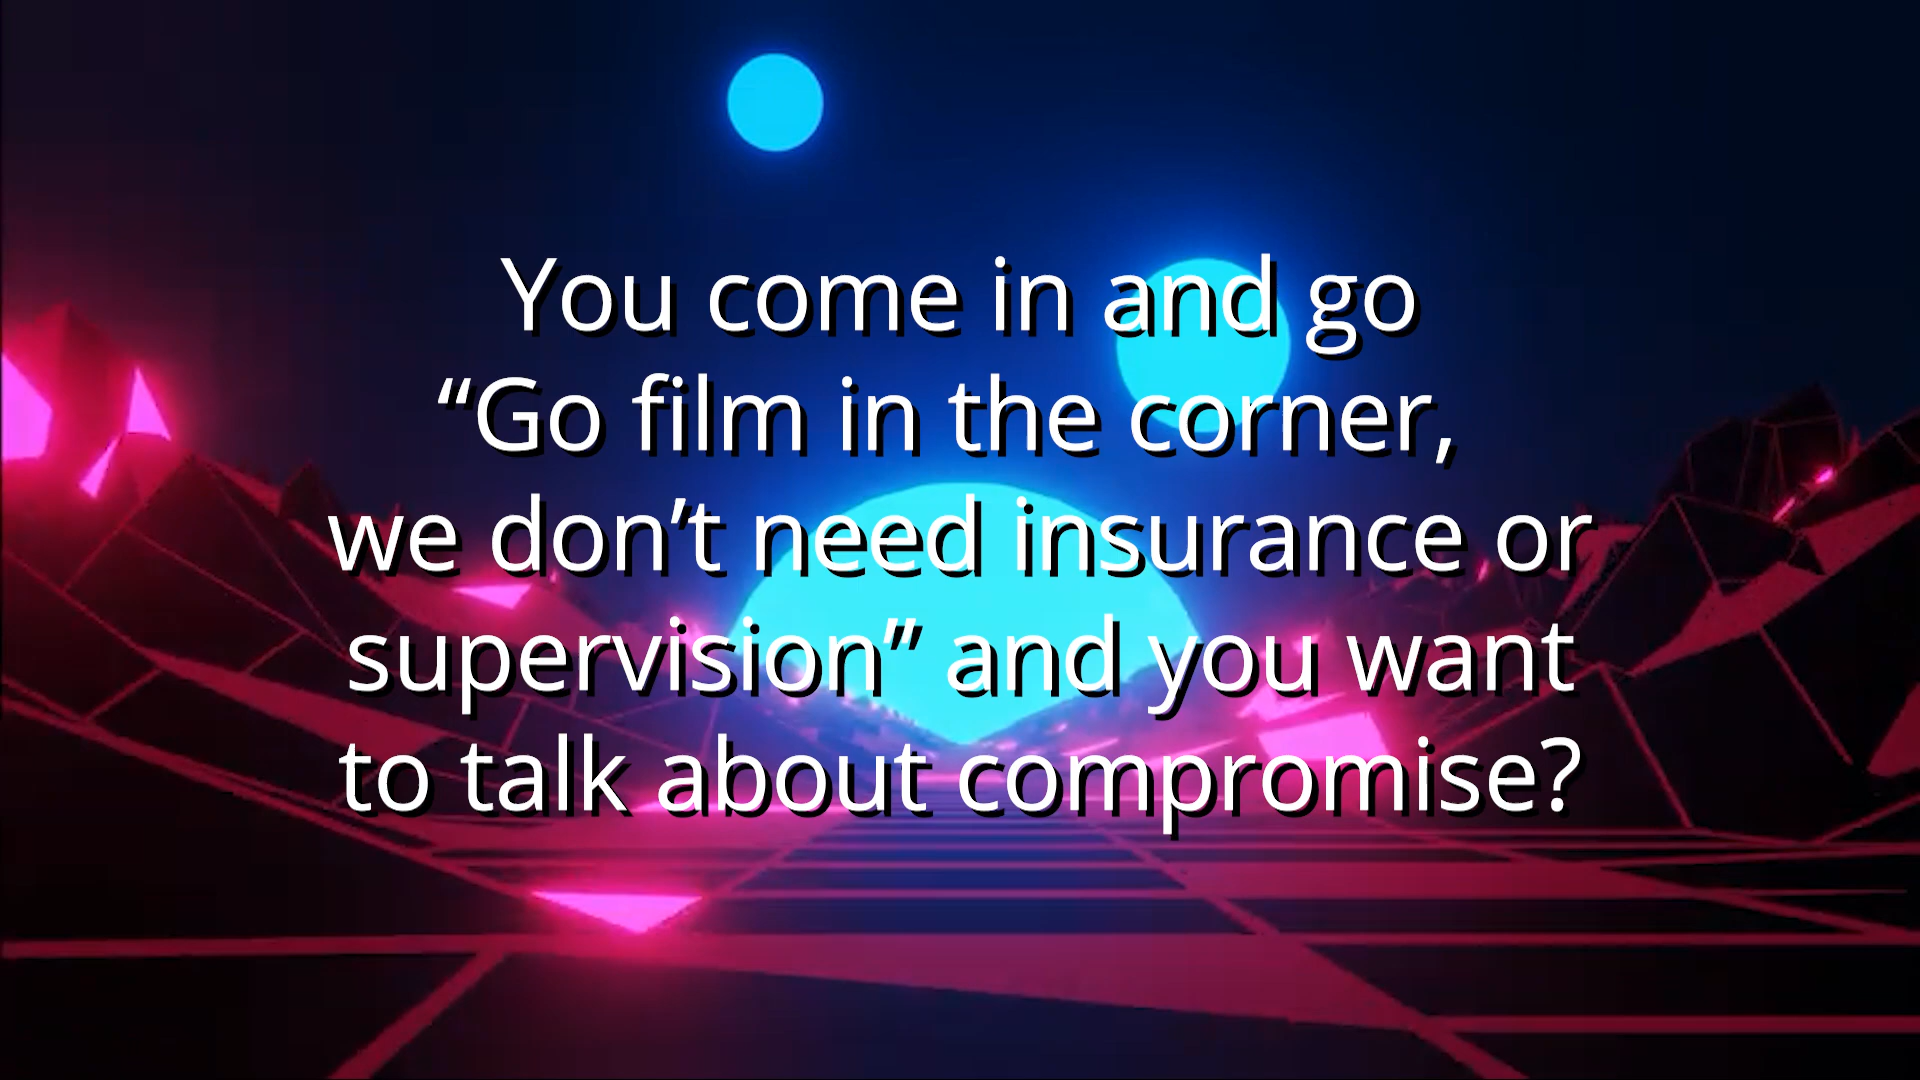 You come in and go
“Go film in the corner,
we don’t need insurance or
supervision” and you want
to talk about compromise?